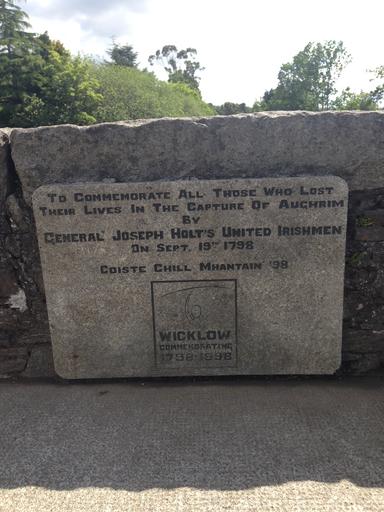 To Commemorate All Those Who Lost
Their Lives In The Capture Of Aughrim
By
General Joseph Holt's United Irishmen
On Sept. 19th 1798
Coiste Chill Mhantain '98
WICKLOW
COMMEMORATING
1798-1998